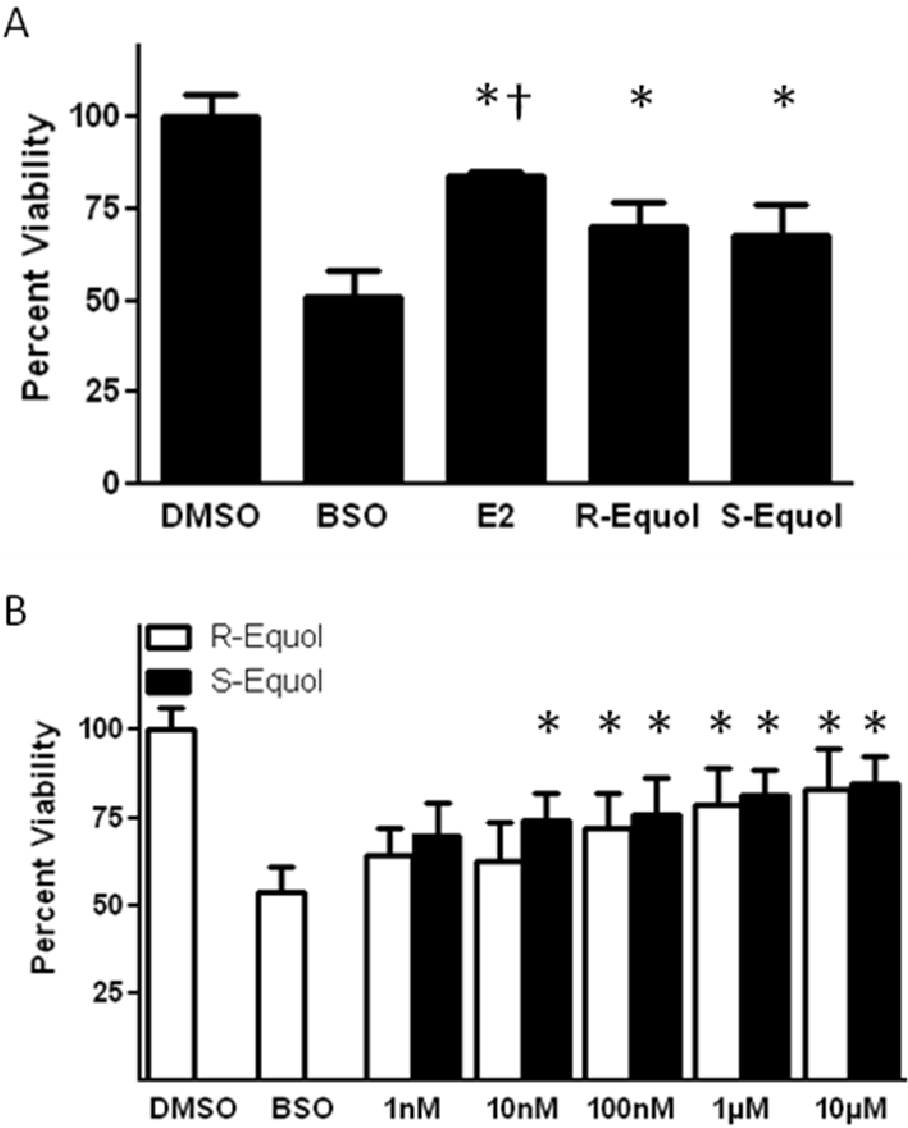 A
Percent Viability
100
75
50
25
0
*† * *
DMSO BSO E2 R-Equol S-Equol
B
R-Equol
S-Equol
Percent Viability
100
75
50
25
* * * * * * *
DMSO BSO 1nM 10nM 100nM 1µM 10µM